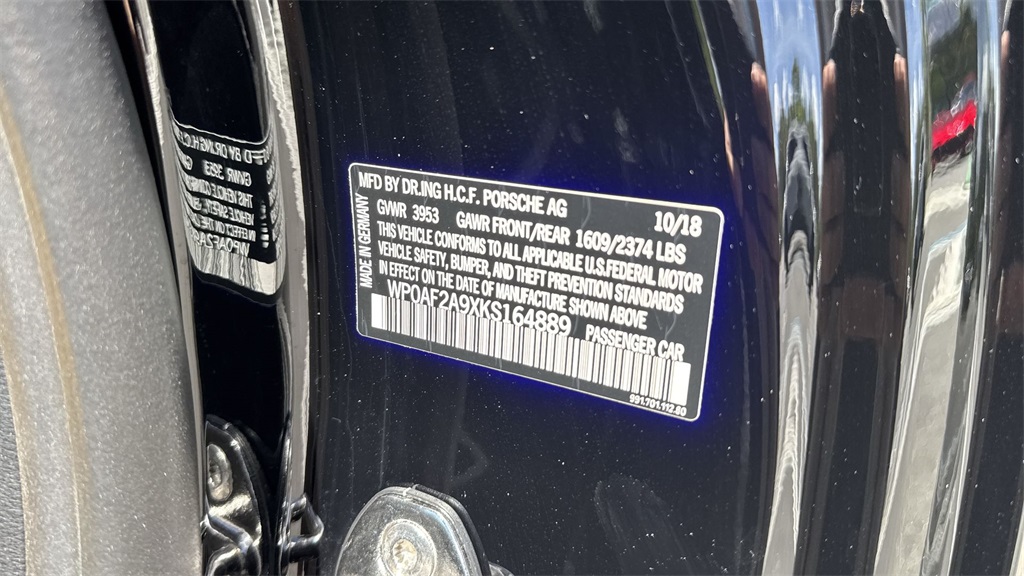 MFD BY DR.ING H.C.F. PORSCHE AG 10/18
GVWR 3953 GAWR FRONT/REAR 1609/2374 LBS
THIS VEHICLE CONFORMS TO ALL APPLICABLE U.S.FEDERAL MOTOR
VEHICLE SAFETY, BUMPER, AND THEFT PREVENTION STANDARDS
IN EFFECT ON THE DATE OF MANUFACTURE SHOWN ABOVE
WP0AF2A9XKS164889 PASSENGER CAR
MADE IN GERMANY
991.701.112.80